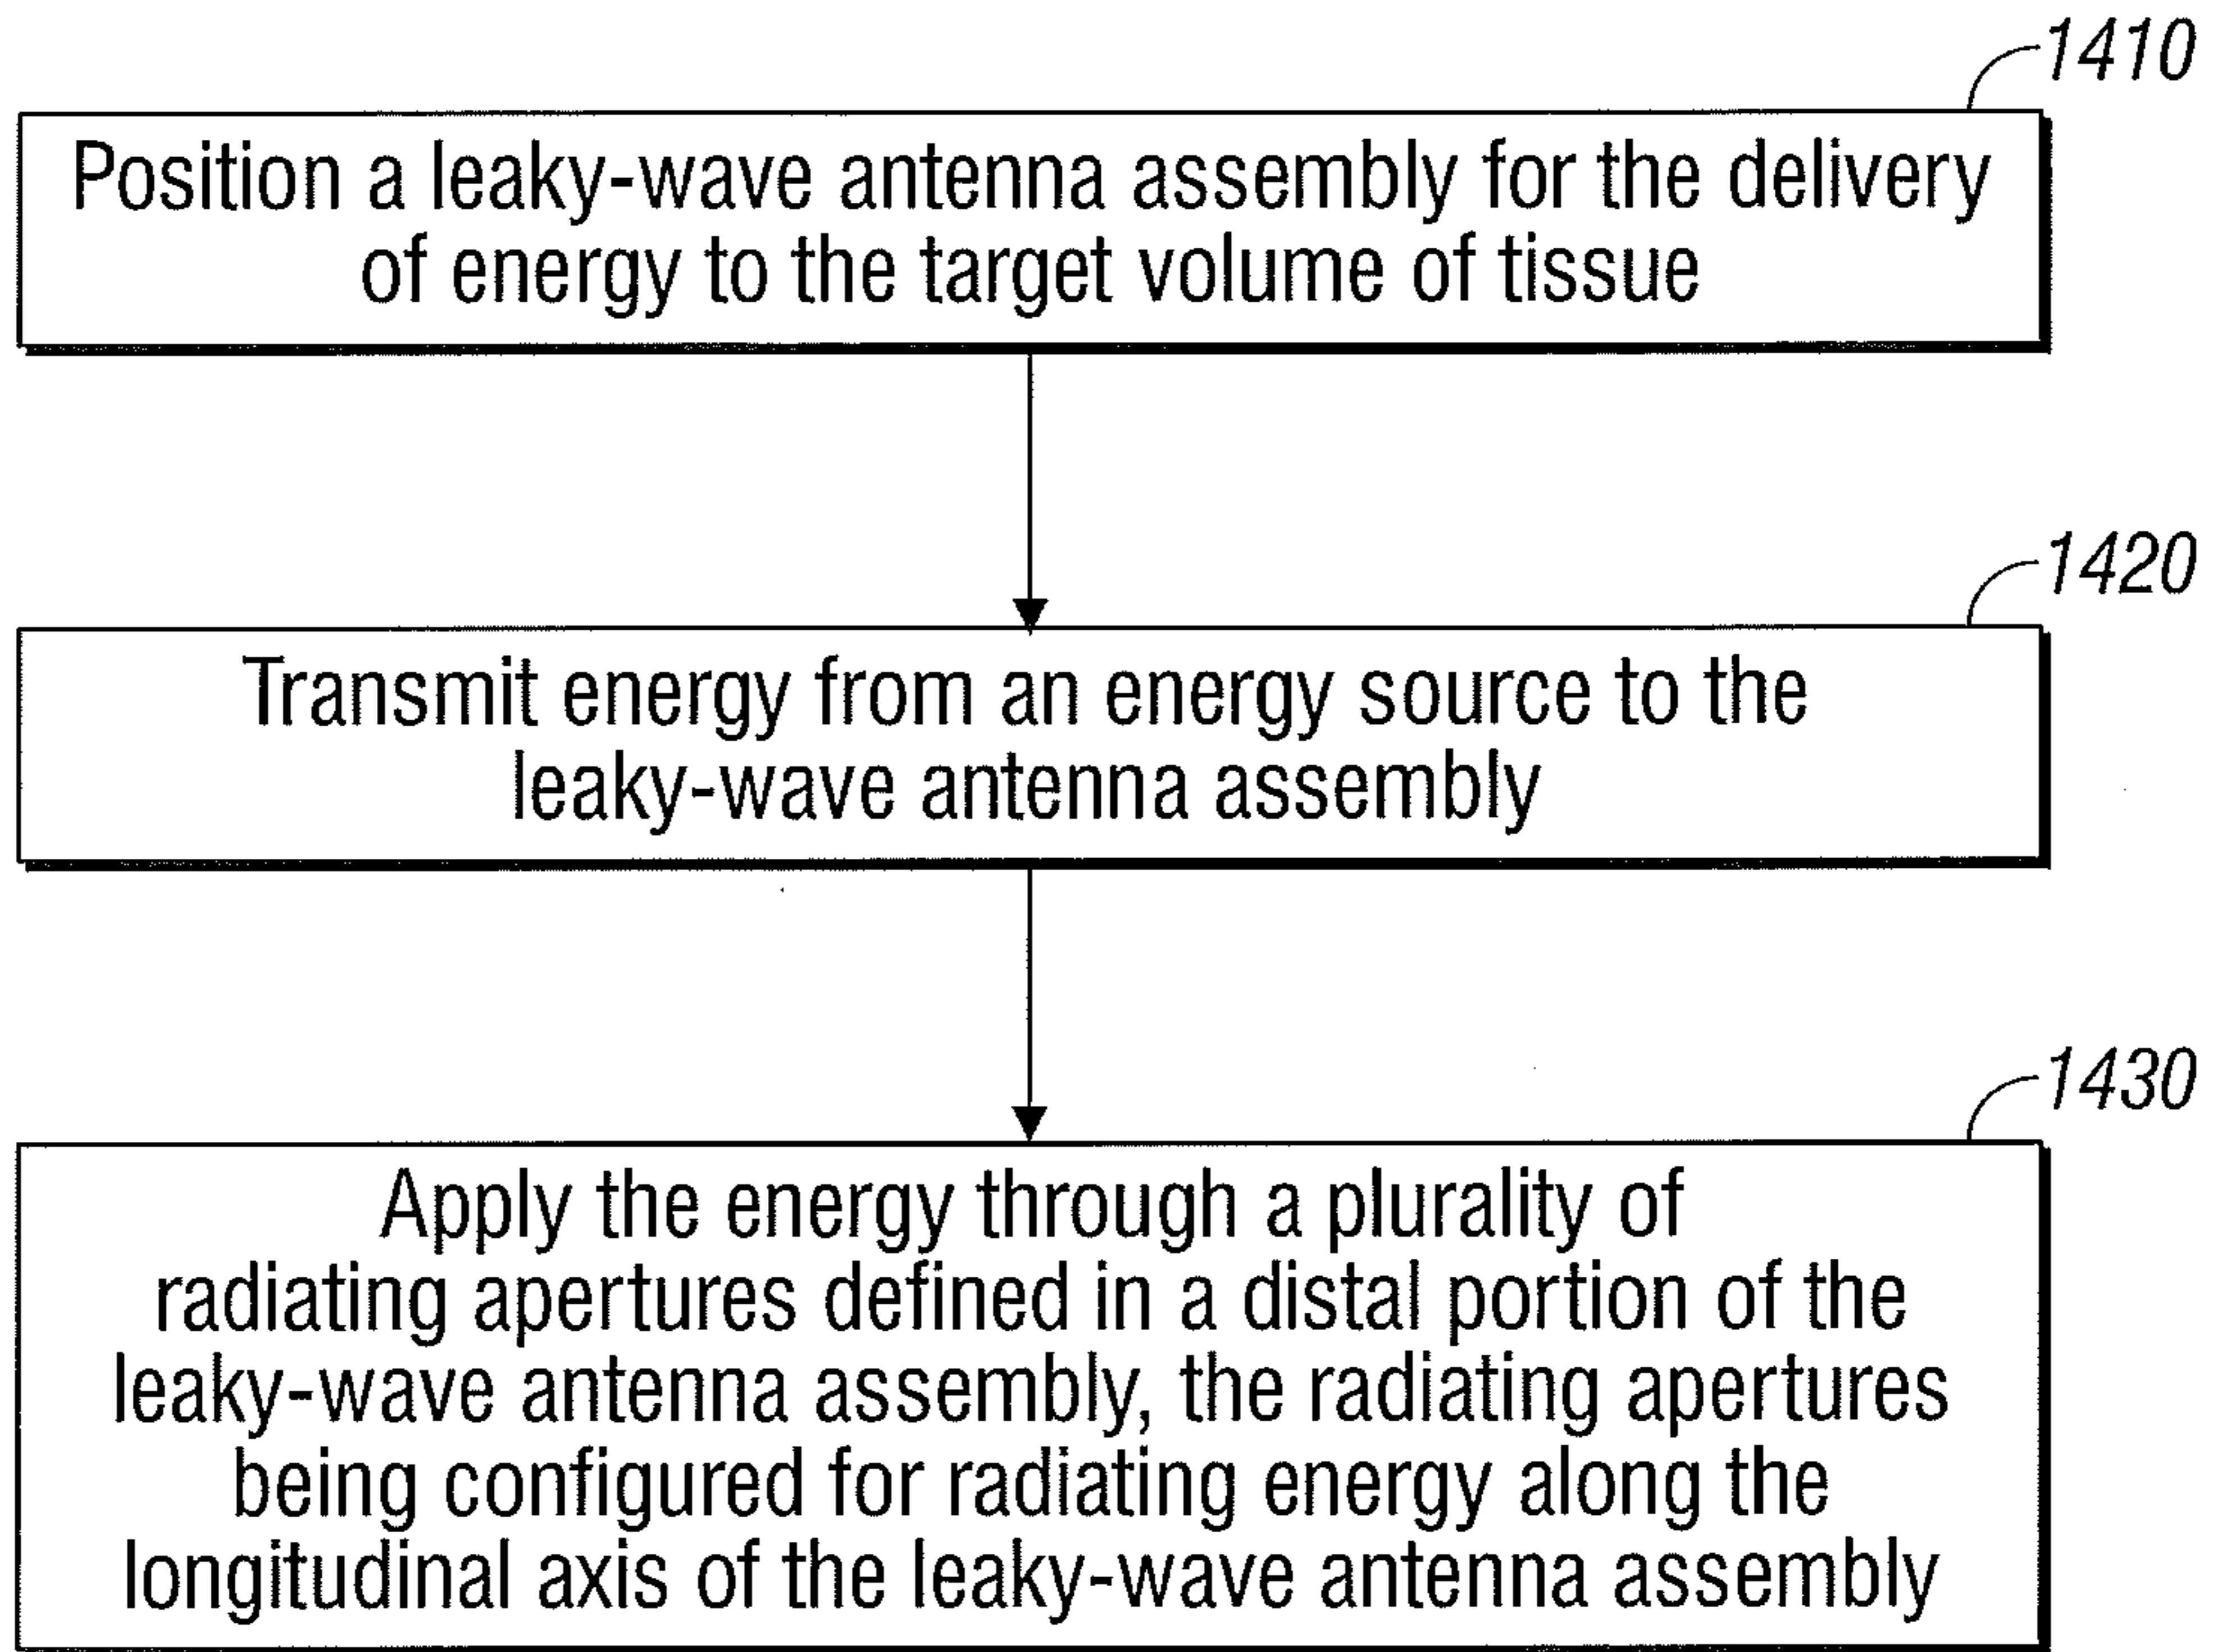 1410
Position a leaky-wave antenna assembly for the delivery
of energy to the target volume of tissue
1420
Transmit energy from an energy source to the
leaky-wave antenna assembly
1430
Apply the energy through a plurality of
radiating apertures defined in a distal portion of the
leaky-wave antenna assembly, the radiating apertures
being configured for radiating energy along the
longitudinal axis of the leaky-wave antenna assembly